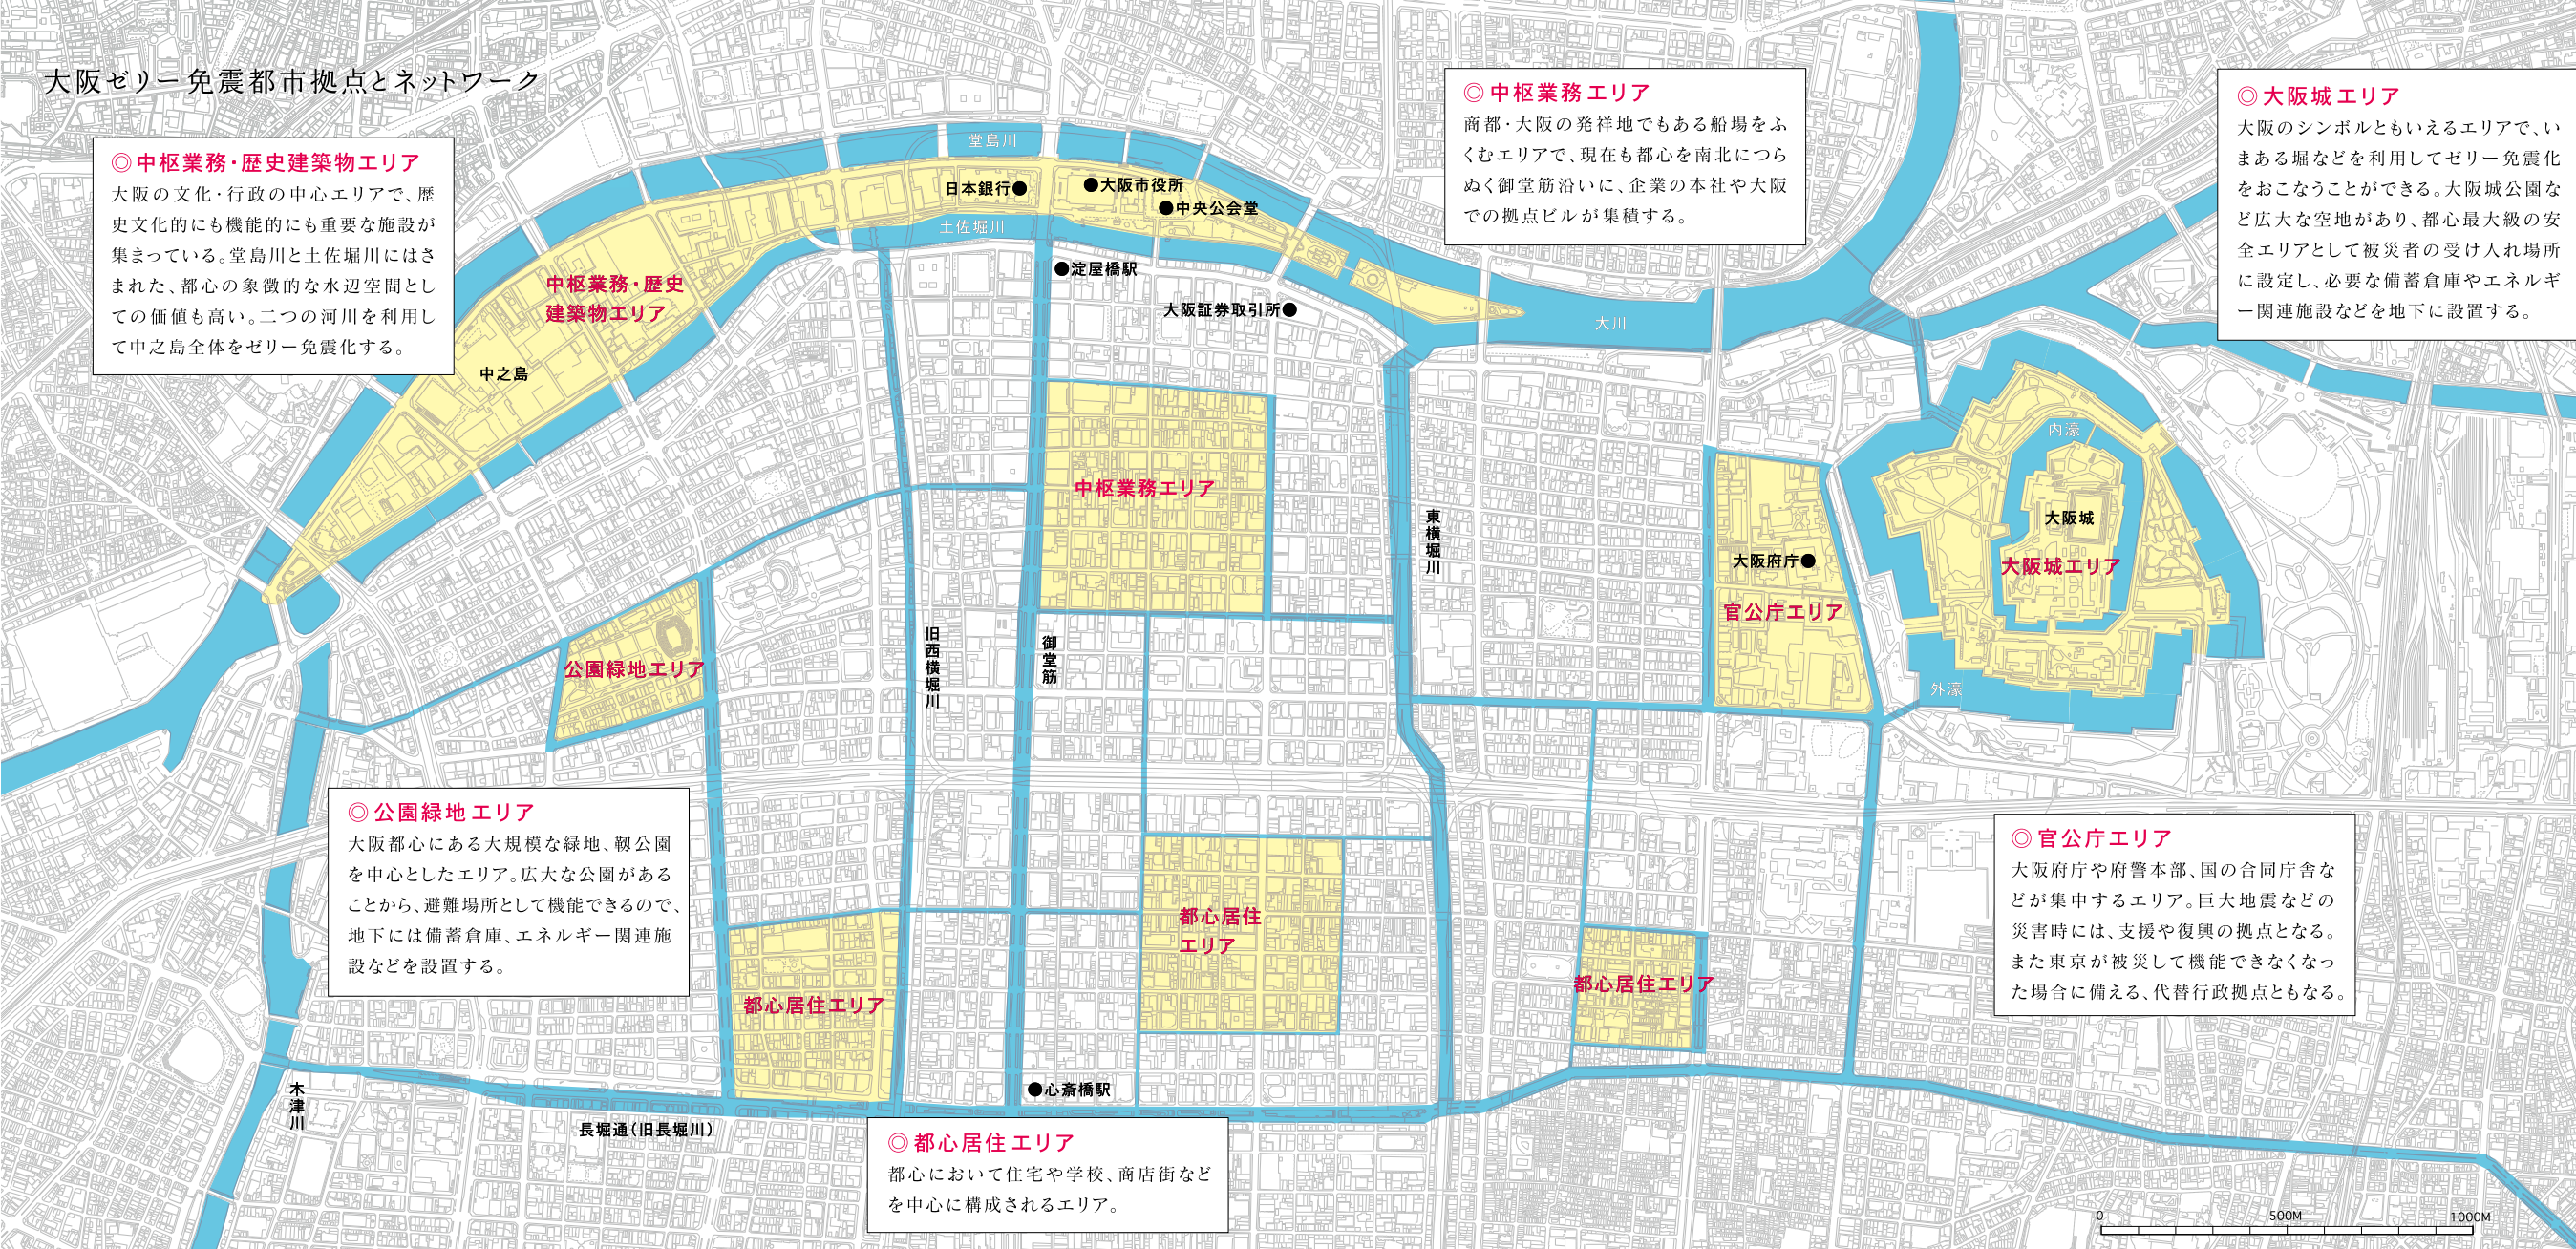 大阪ゼリー免震都市拠点とネットワーク
◎中枢業務・歴史建築物エリア
大阪の文化・行政の中心エリアで、歴
史文化的にも機能的にも重要な施設が
集まっている。堂島川と土佐堀川にはさ
まれた、都心の象徴的な水辺空間とし
ての価値も高い。二つの河川を利用し
て中之島全体をゼリー免震化する。
◎中枢業務エリア
商都・大阪の発祥地でもある船場をふ
くむエリアで、現在も都心を南北につら
ぬく御堂筋沿いに、企業の本社や大阪
での拠点ビルが集積する。
◎大阪城エリア
大阪のシンボルともいえるエリアで、い
まある堀などを利用してゼリー免震化
をおこなうことができる。大阪城公園な
ど広大な空地があり、都心最大級の安
全エリアとして被災者の受け入れ場所
に設定し、必要な備蓄倉庫やエネルギ
ー関連施設などを地下に設置する。
堂島川
日本銀行●
●大阪市役所
●中央公会堂
土佐堀川
●淀屋橋駅
大阪証券取引所●
大川
中枢業務・歴史
建築物エリア
中之島
内濠
中枢業務エリア
大阪城
大阪城エリア
東横堀川
大阪府庁●
官公庁エリア
公園緑地エリア
旧西横堀川
御堂筋
外濠
◎公園緑地エリア
大阪都心にある大規模な緑地、靱公園
を中心としたエリア。広大な公園がある
ことから、避難場所として機能できるので、
地下には備蓄倉庫、エネルギー関連施
設などを設置する。
◎官公庁エリア
大阪府庁や府警本部、国の合同庁舎な
どが集中するエリア。巨大地震などの
災害時には、支援や復興の拠点となる。
また東京が被災して機能できなくなっ
た場合に備える、代替行政拠点ともなる。
都心居住
エリア
都心居住エリア
都心居住エリア
●心斎橋駅
木津川
長堀通(旧長堀川)
◎都心居住エリア
都心において住宅や学校、商店街など
を中心に構成されるエリア。
0 500M 1000M